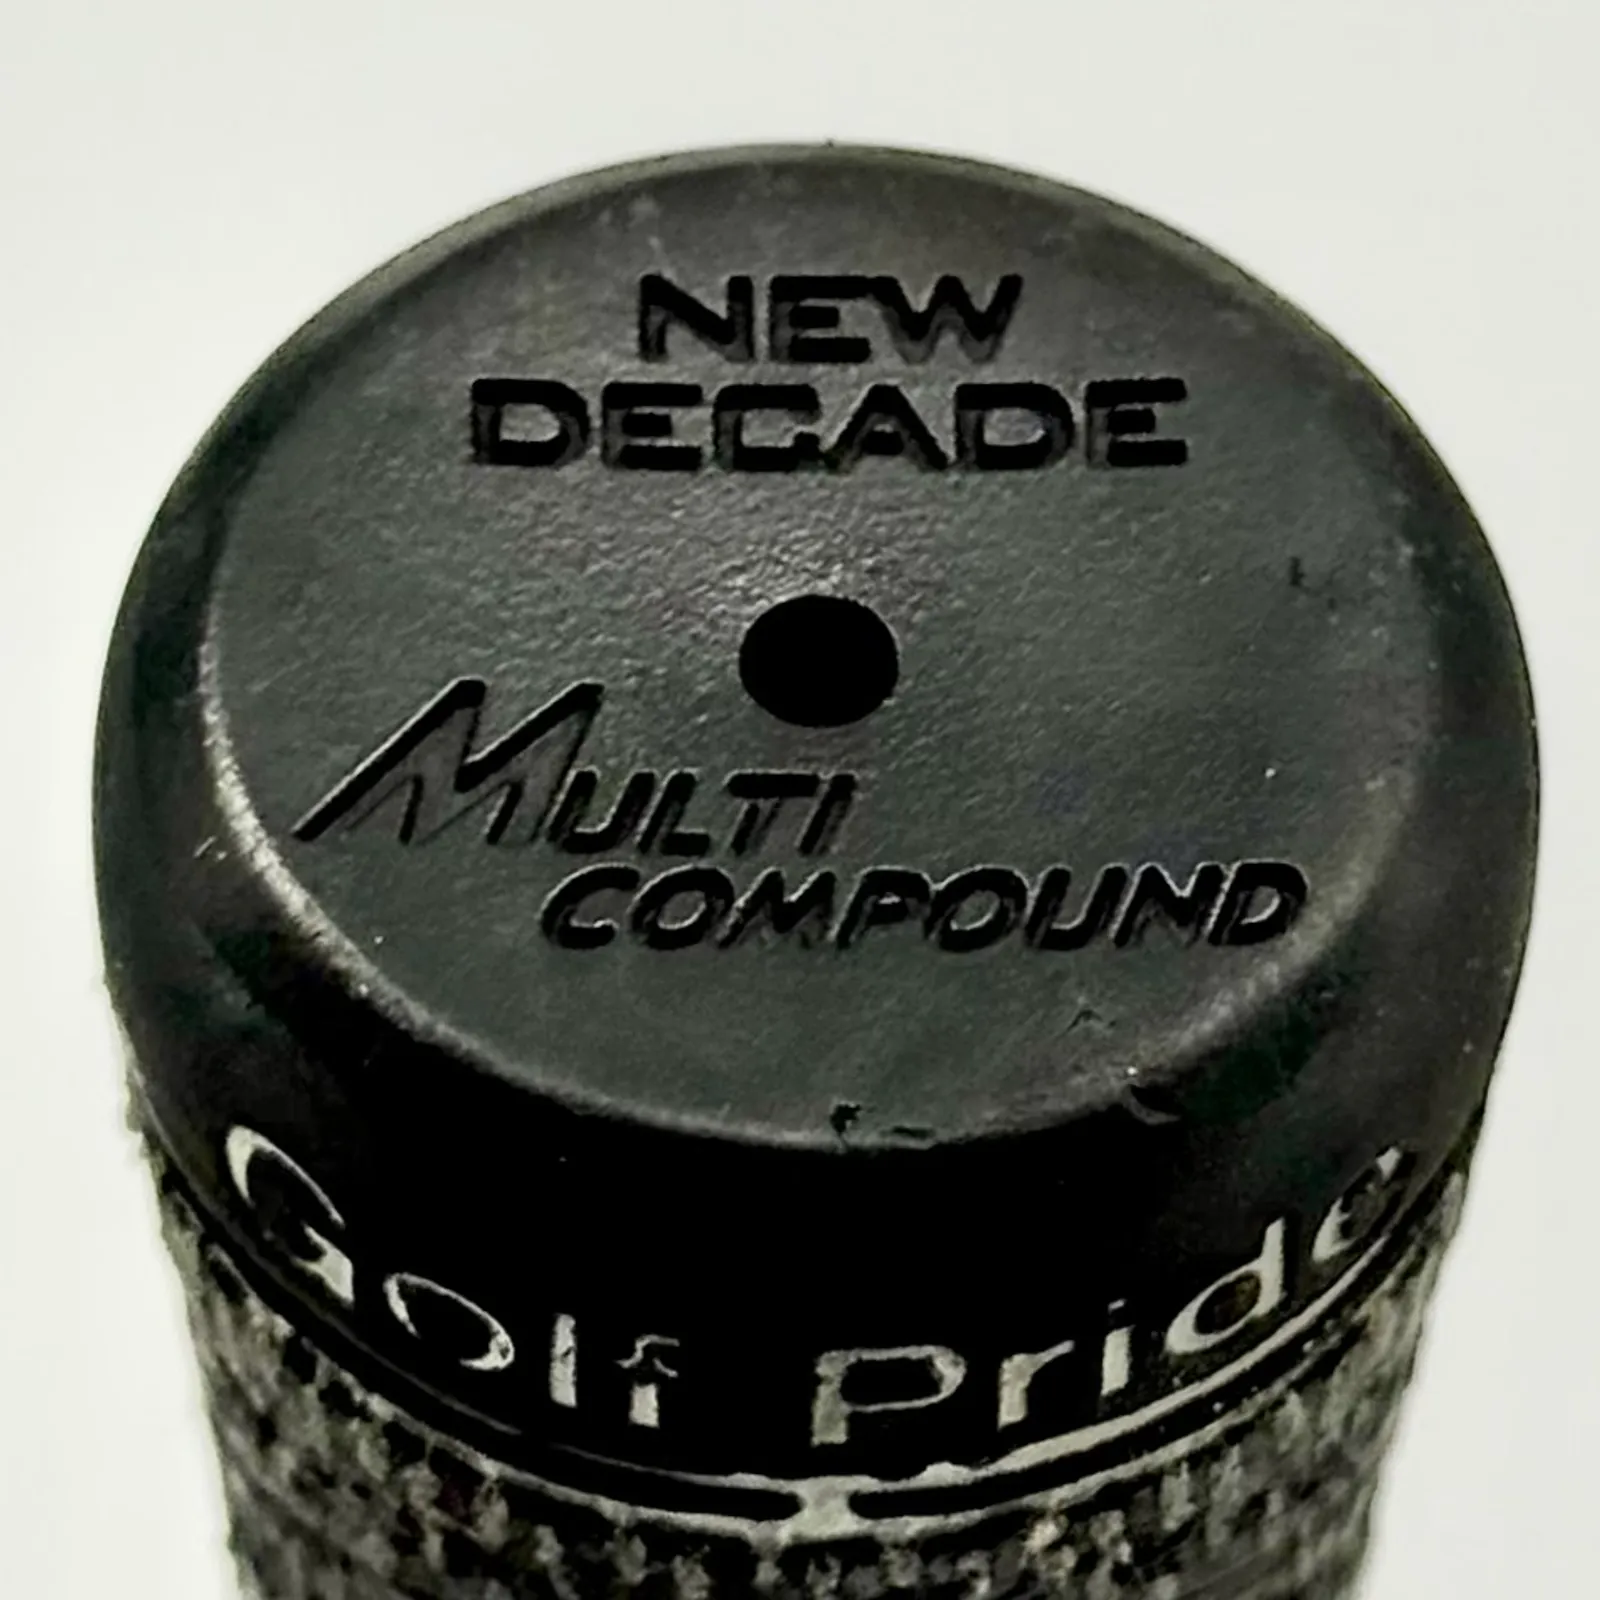 NEW
DECADE
MULTI
COMPOUND
Golf Pride